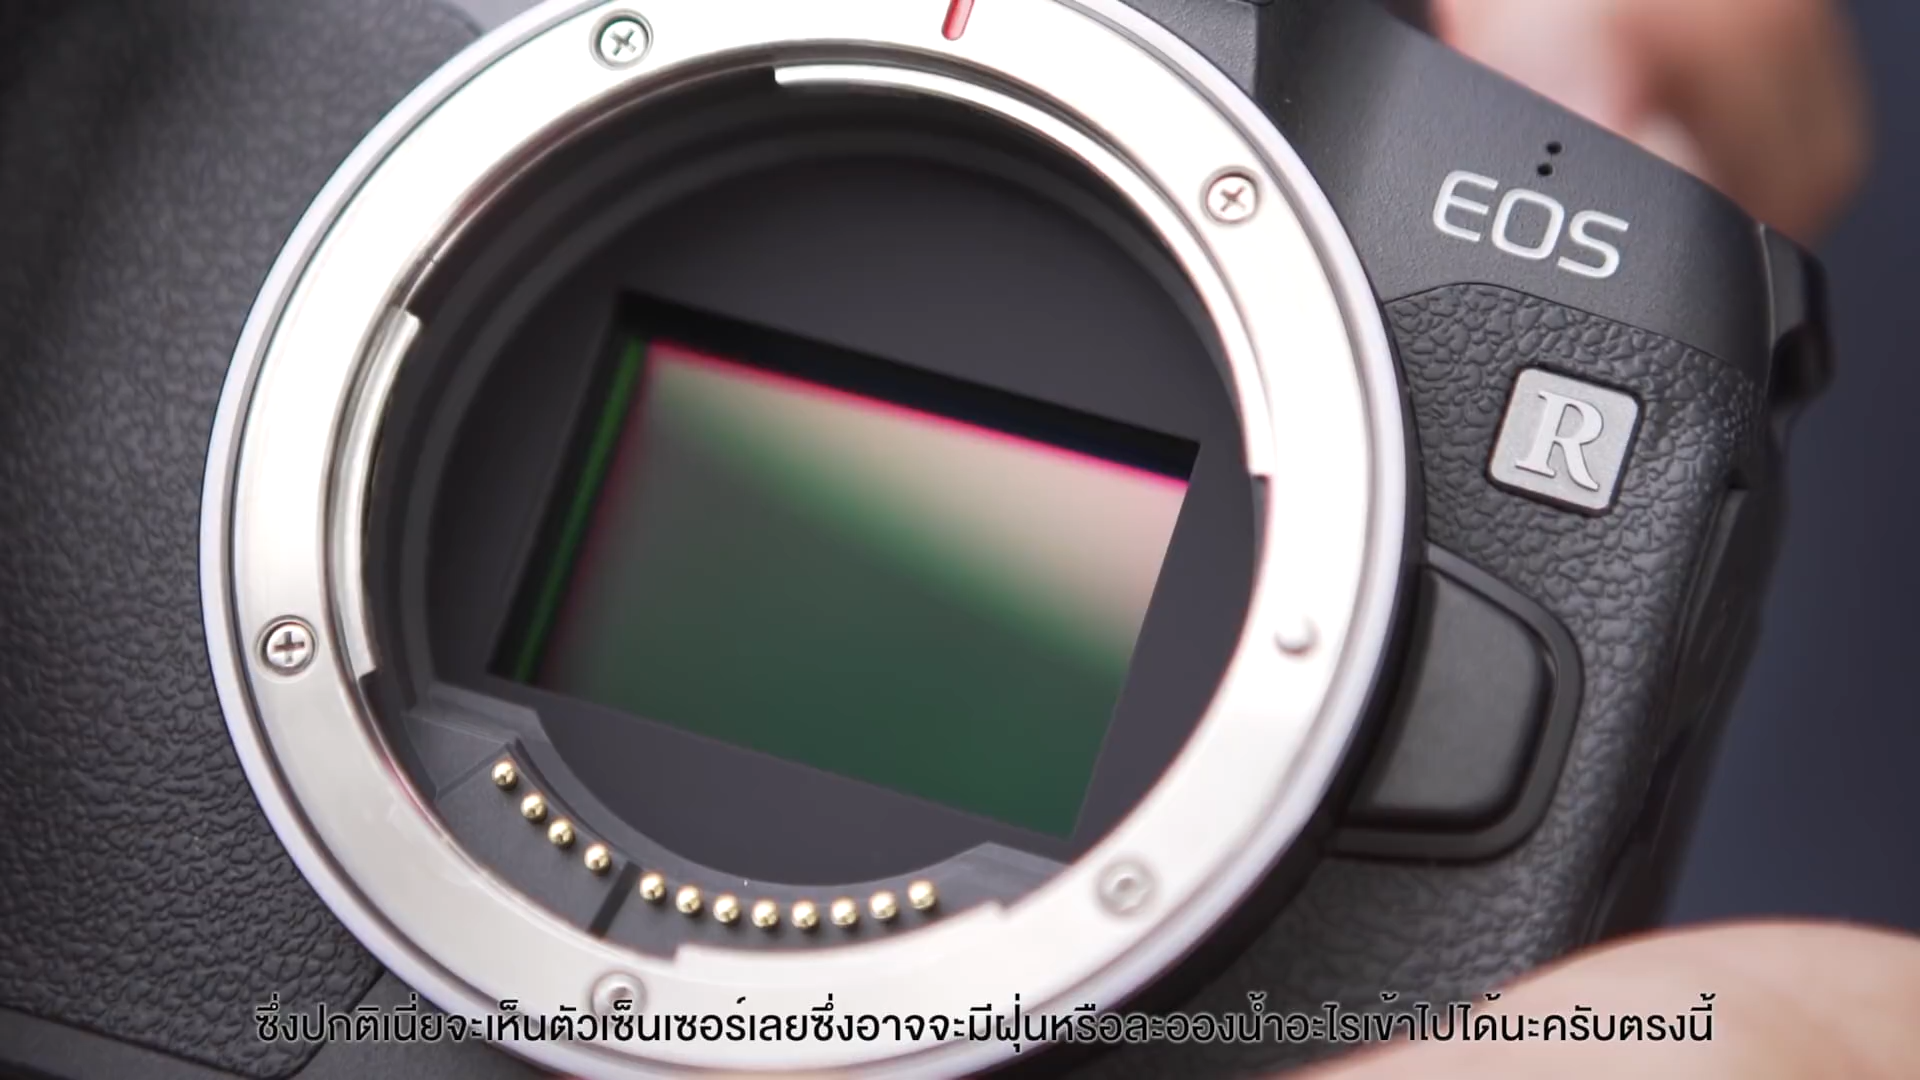 EOS
R
ซึ่งปกติเนี่ยจะเห็นตัวเซ็นเซอร์เลยซึ่งอาจจะมีฝุ่นหรือละอองน้ำอะไรเข้าไปได้นะครับตรงนี้